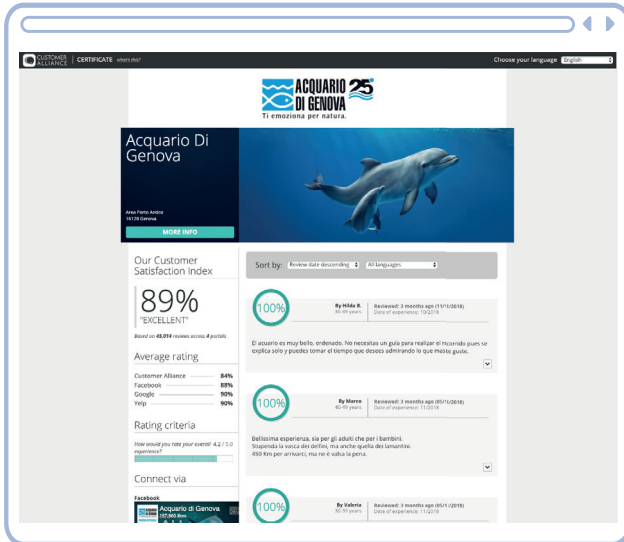 CUSTOMER ALLIANCE | CERTIFICATE what's this?
Choose your language English
ACQUARIO 25°
DI GENOVA
Ti emoziona per natura.
Acquario Di
Genova
Area Porto Antico
16128 Genova
MORE INFO
Our Customer
Satisfaction Index
89%
"EXCELLENT"
Based on 45,014 reviews across 4 portals
Average rating
Customer Alliance 84%
Facebook 88%
Google 90%
Yelp 90%
Rating criteria
How would you rate your overall experience? 4.2 / 5.0
Connect via
Facebook
Acquario di Genova
Sort by: Review date descending All languages
100%
By Hilda B.
30-39 years
Reviewed: 3 months ago (11/11/2018)
Date of experience: 10/2018
El acuario es muy bello, ordenado. No necesitas un guía para realizar el recorrido pues se
explica solo y puedes tomar el tiempo que desees admirando lo que maste guste.
100%
By Marco
40-49 years
Reviewed: 3 months ago (05/11/2018)
Date of experience: 11/2018
Bellissima esperienza, sia per gli adulti che per i bambini.
Stupenda la vasca dei delfini, ma anche quella dei lamantini.
450 Km per arrivarci, ma ne è valsa la pena.
100%
By Valeria
30-39 years
Reviewed: 3 months ago (05/11/2018)
Date of experience: 11/2018